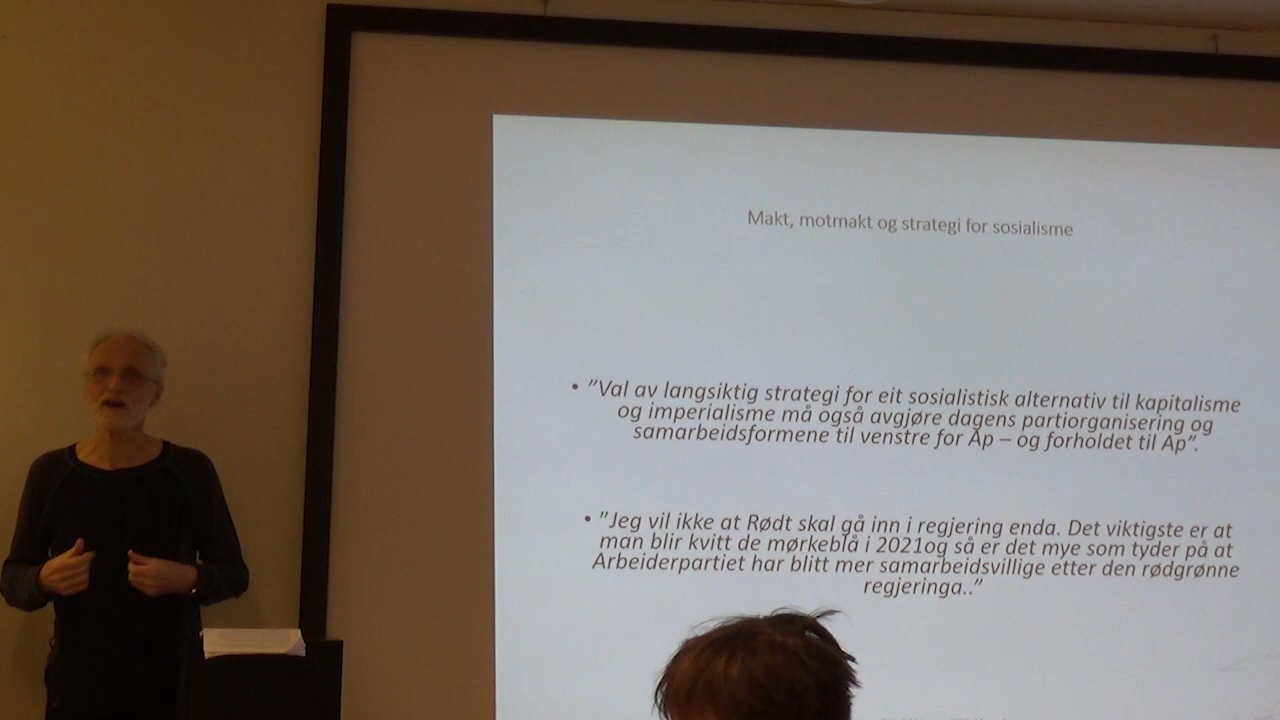 Makt, motmakt og strategi for sosialisme
• ”Val av langsiktig strategi for eit sosialistisk alternativ til kapitalisme
og imperialisme må også avgjøre dagens partiorganisering og
samarbeidsformene til venstre for Ap – og forholdet til Ap”.
• ”Jeg vil ikke at Rødt skal gå inn i regjering enda. Det viktigste er at
man blir kvitt de mørkeblå i 2021og så er det mye som tyder på at
Arbeiderpartiet har blitt mer samarbeidsvillige etter den rødgrønne
regjeringa..”